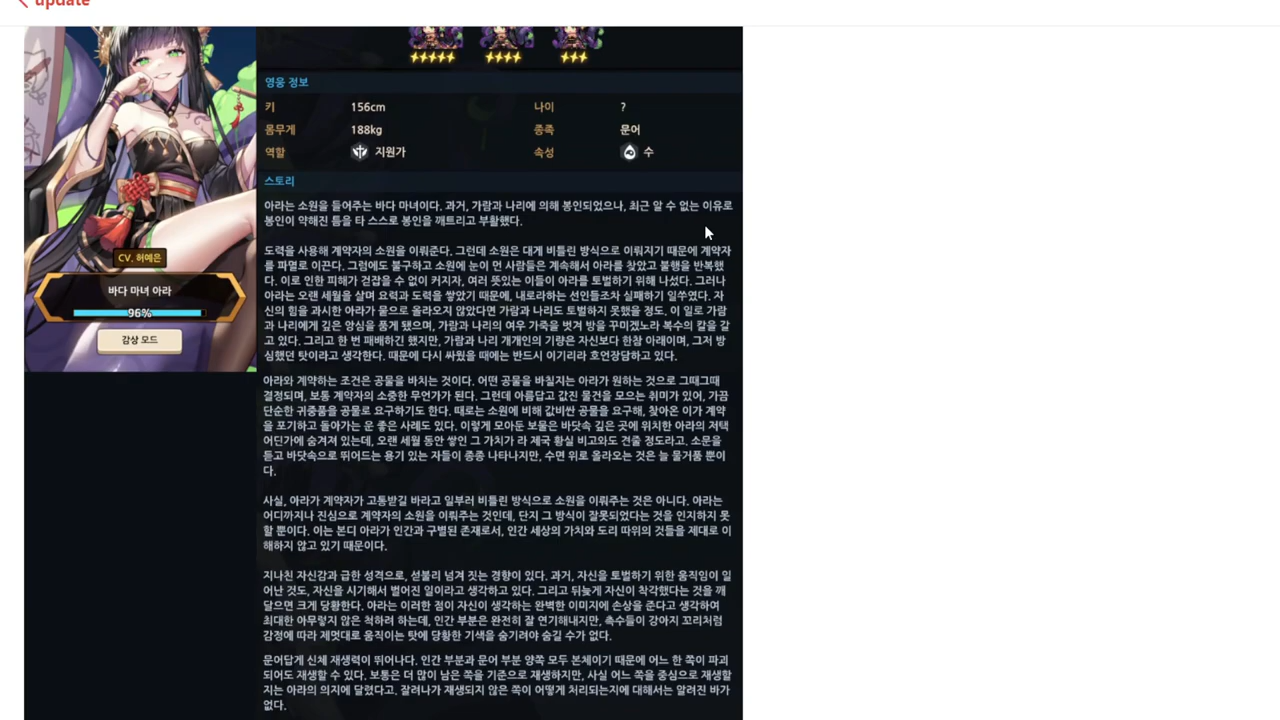 update
영웅 정보
키 156cm 나이 ?
몸무게 188kg 종족 문어
역할 지원가 속성 수
스토리
아라는 소원을 들어주는 바다 마녀이다. 과거, 가람과 나리에 의해 봉인되었으나, 최근 알 수 없는 이유로
봉인이 약해진 틈을 타 스스로 봉인을 깨트리고 부활했다.
도력을 사용해 계약자의 소원을 이뤄준다. 그런데 소원은 대게 비틀린 방식으로 이뤄지기 때문에 계약자
를 파멸로 이끈다. 그럼에도 불구하고 소원에 눈이 먼 사람들은 계속해서 아라를 찾았고 불행을 반복했
다. 이로 인한 피해가 걷잡을 수 없이 커지자, 여러 뜻있는 이들이 아라를 토벌하기 위해 나섰다. 그러나
아라는 오랜 세월을 살며 요력과 도력을 쌓았기 때문에, 내로라하는 선인들조차 실패하기 일쑤였다. 자
신의 힘을 과시한 아라가 뭍으로 올라오지 않았다면 가람과 나리도 토벌하지 못했을 정도. 이 일로 가람
과 나리에게 깊은 앙심을 품게 됐으며, 가람과 나리의 여우 가죽을 벗겨 방을 꾸미겠노라 복수의 칼을 갈
고 있다. 그리고 한 번 패배하긴 했지만, 가람과 나리 개개인의 기량은 자신보다 한참 아래이며, 그저 방
심했던 탓이라고 생각한다. 때문에 다시 싸웠을 때에는 반드시 이기리라 호언장담하고 있다.
아라와 계약하는 조건은 공물을 바치는 것이다. 어떤 공물을 바칠지는 아라가 원하는 것으로 그때그때
결정되며, 보통 계약자의 소중한 무언가가 된다. 그런데 아름답고 값진 물건을 모으는 취미가 있어, 가끔
단순한 귀중품을 공물로 요구하기도 한다. 때로는 소원에 비해 값비싼 공물을 요구해, 찾아온 이가 계약
을 포기하고 돌아가는 운 좋은 사례도 있다. 이렇게 모아둔 보물은 바닷속 깊은 곳에 위치한 아라의 저택
어딘가에 숨겨져 있는데, 오랜 세월 동안 쌓인 그 가치가 라 제국 황실 비고와도 견줄 정도라고. 소문을
듣고 바닷속으로 뛰어드는 용기 있는 자들이 종종 나타나지만, 수면 위로 올라오는 것은 늘 물거품 뿐이
다.
사실, 아라가 계약자가 고통받길 바라고 일부러 비틀린 방식으로 소원을 이뤄주는 것은 아니다. 아라는
어디까지나 진심으로 계약자의 소원을 이뤄주는 것인데, 단지 그 방식이 잘못되었다는 것을 인지하지 못
할 뿐이다. 이는 본디 아라가 인간과 구별된 존재로서, 인간 세상의 가치와 도리 따위의 것들을 제대로 이
해하지 않고 있기 때문이다.
지나친 자신감과 급한 성격으로, 섣불리 넘겨 짓는 경향이 있다. 과거, 자신을 토벌하기 위한 움직임이 일
어난 것도, 자신을 시기해서 벌어진 일이라고 생각하고 있다. 그리고 뒤늦게 자신이 착각했다는 것을 깨
달으면 크게 당황한다. 아라는 이러한 점이 자신이 생각하는 완벽한 이미지에 손상을 준다고 생각하여
최대한 아무렇지 않은 척하려 하는데, 인간 부분은 완전히 잘 연기해내지만, 촉수들이 강아지 꼬리처럼
감정에 따라 제멋대로 움직이는 탓에 당황한 기색을 숨기려야 숨길 수가 없다.
문어답게 신체 재생력이 뛰어나다. 인간 부분과 문어 부분 양쪽 모두 본체이기 때문에 어느 한 쪽이 파괴
되어도 재생할 수 있다. 보통은 더 많이 남은 쪽을 기준으로 재생하지만, 사실 어느 쪽을 중심으로 재생할
지는 아라의 의지에 달렸다고. 잘려나가 재생되지 않은 쪽이 어떻게 처리되는지에 대해서는 알려진 바가
없다.
CV. 허예은
바다 마녀 아라
96%
감상 모드